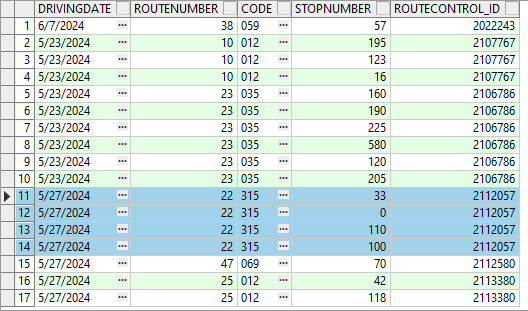 DRIVINGDATE ROUTENUMBER CODE STOPNUMBER ROUTECONTROL_ID
1 6/7/2024 ... 38 059 ... 57 2022243
2 5/23/2024 ... 10 012 ... 195 2107767
3 5/23/2024 ... 10 012 ... 123 2107767
4 5/23/2024 ... 10 012 ... 16 2107767
5 5/23/2024 ... 23 035 ... 160 2106786
6 5/23/2024 ... 23 035 ... 190 2106786
7 5/23/2024 ... 23 035 ... 225 2106786
8 5/23/2024 ... 23 035 ... 580 2106786
9 5/23/2024 ... 23 035 ... 120 2106786
10 5/23/2024 ... 23 035 ... 205 2106786
11 5/27/2024 ... 22 315 ... 33 2112057
12 5/27/2024 ... 22 315 ... 0 2112057
13 5/27/2024 ... 22 315 ... 110 2112057
14 5/27/2024 ... 22 315 ... 100 2112057
15 5/27/2024 ... 47 069 ... 70 2112580
16 5/27/2024 ... 25 012 ... 42 2113380
17 5/27/2024 ... 25 012 ... 118 2113380